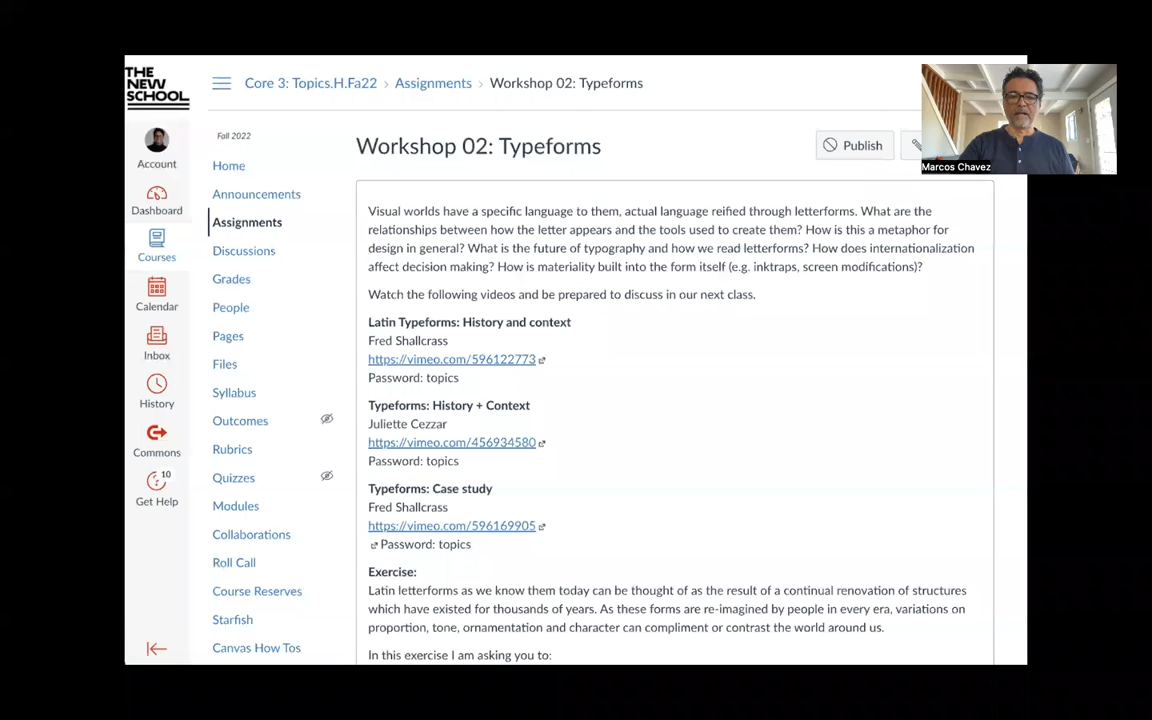 THE
NEW
SCHOOL
Account
Dashboard
Courses
Calendar
Inbox
History
Commons
10
Get Help
Core 3: Topics.H.Fa22 › Assignments › Workshop 02: Typeforms
Fall 2022
Home
Announcements
Assignments
Discussions
Grades
People
Pages
Files
Syllabus
Outcomes
Rubrics
Quizzes
Modules
Collaborations
Roll Call
Course Reserves
Starfish
Canvas How Tos
Workshop 02: Typeforms
Publish
Marcos Chavez
Visual worlds have a specific language to them, actual language reified through letterforms. What are the
relationships between how the letter appears and the tools used to create them? How is this a metaphor for
design in general? What is the future of typography and how we read letterforms? How does internationalization
affect decision making? How is materiality built into the form itself (e.g. inktraps, screen modifications)?
Watch the following videos and be prepared to discuss in our next class.
Latin Typeforms: History and context
Fred Shallcrass
https://vimeo.com/596122773
Password: topics
Typeforms: History + Context
Juliette Cezzar
https://vimeo.com/456934580
Password: topics
Typeforms: Case study
Fred Shallcrass
https://vimeo.com/596169905
Password: topics
Exercise:
Latin letterforms as we know them today can be thought of as the result of a continual renovation of structures
which have existed for thousands of years. As these forms are re-imagined by people in every era, variations on
proportion, tone, ornamentation and character can compliment or contrast the world around us.
In this exercise I am asking you to: